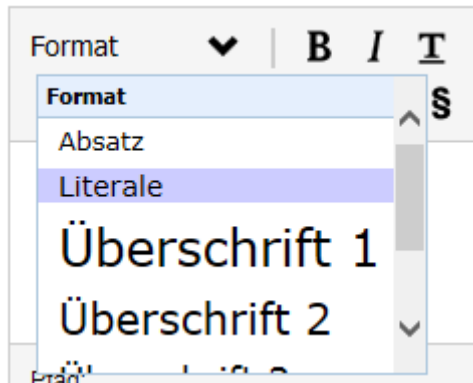 Format B I T
Format
§
Absatz
Literale
Überschrift 1
Überschrift 2